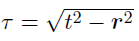 τ = √(t² − r²)